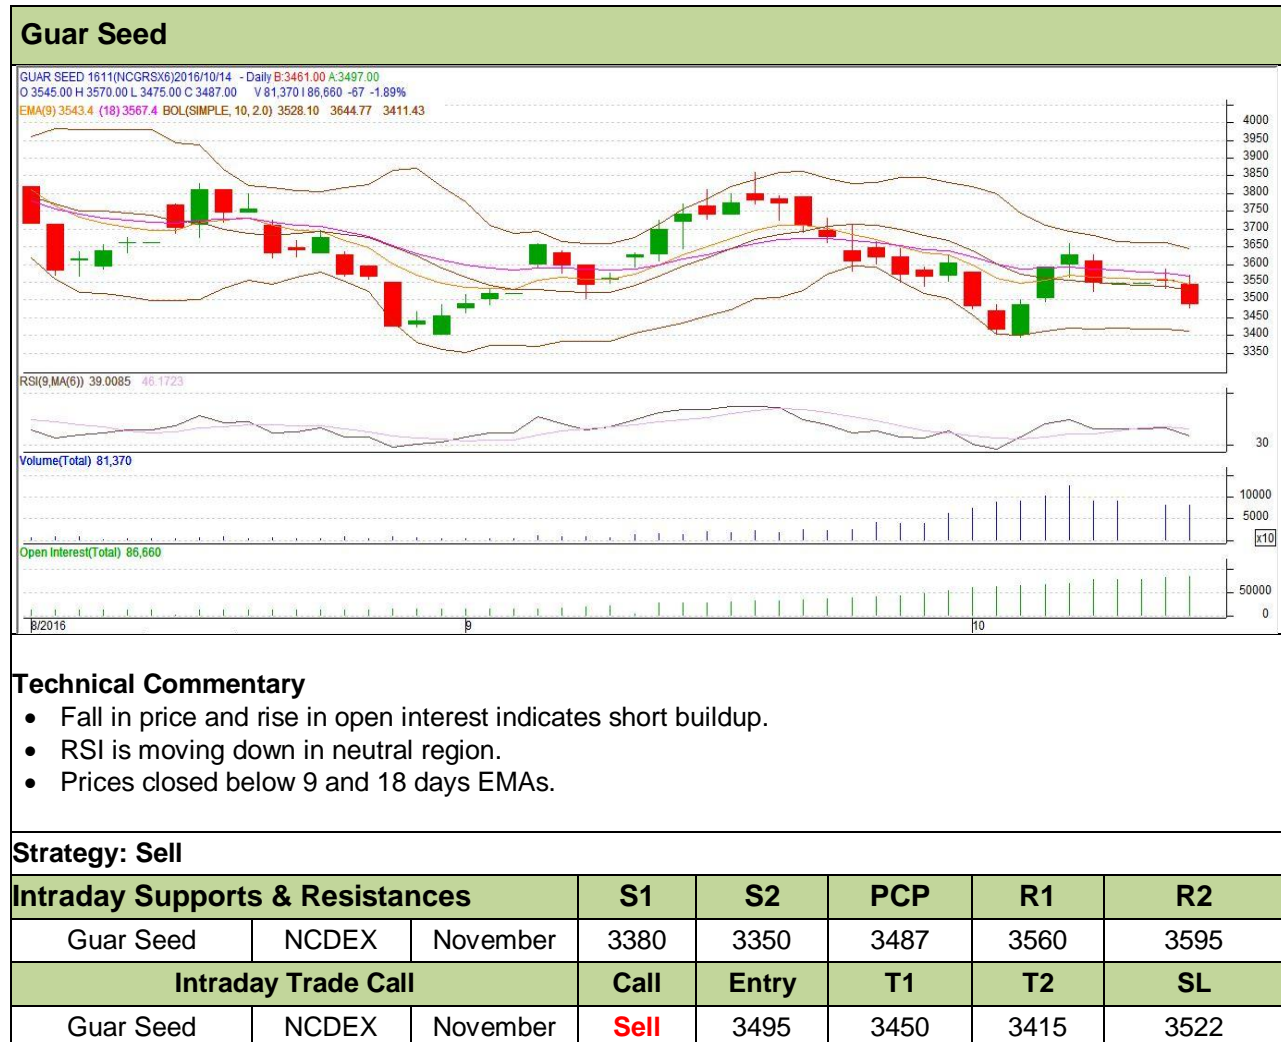 Guar Seed
GUAR SEED 1611(NCGRSX6)2016/10/14 - Daily B:3461.00 A:3497.00
O 3545.00 H 3570.00 L 3475.00 C 3487.00 V 81,370 I 86,660 -67 -1.89%
EMA(9) 3543.4 (18) 3567.4 BOL(SIMPLE, 10, 2.0) 3528.10 3644.77 3411.43
4000
3950
3900
3850
3800
3750
3700
3650
3600
3550
3500
3450
3400
3350
RSI(9,MA(6)) 39.0085 46.1723
30
Volume(Total) 81,370
10000
5000
x10
Open Interest(Total) 86,660
50000
0
8/2016 9 10
Technical Commentary
• Fall in price and rise in open interest indicates short buildup.
• RSI is moving down in neutral region.
• Prices closed below 9 and 18 days EMAs.
Strategy: Sell
Intraday Supports & Resistances S1 S2 PCP R1 R2
Guar Seed NCDEX November 3380 3350 3487 3560 3595
Intraday Trade Call Call Entry T1 T2 SL
Guar Seed NCDEX November Sell 3495 3450 3415 3522